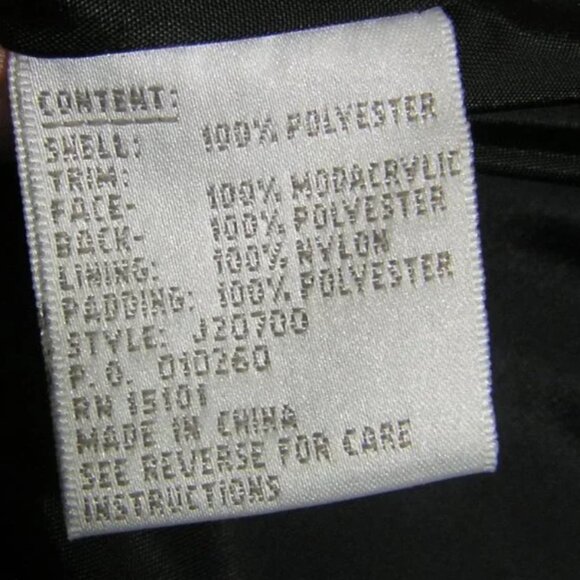 CONTENT:
SHELL: 100% POLYESTER
TRIM:
FACE- 100% MODACRYLIC
BACK- 100% POLYESTER
LINING: 100% NYLON
PADDING: 100% POLYESTER
STYLE: J20700
P.O. 010260
RN 15101
MADE IN CHINA
SEE REVERSE FOR CARE
INSTRUCTIONS